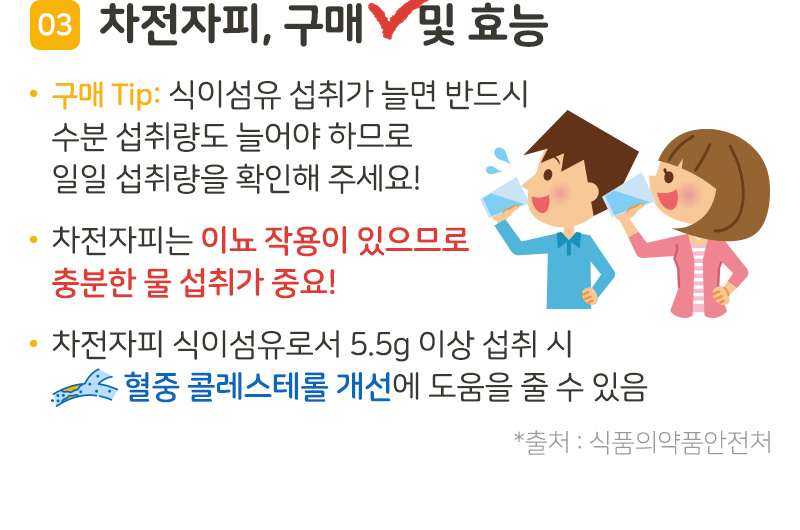 03 차전자피, 구매 및 효능
• 구매 Tip: 식이섬유 섭취가 늘면 반드시
수분 섭취량도 늘어야 하므로
일일 섭취량을 확인해 주세요!
• 차전자피는 이뇨 작용이 있으므로
충분한 물 섭취가 중요!
• 차전자피 식이섬유로서 5.5g 이상 섭취 시
혈중 콜레스테롤 개선에 도움을 줄 수 있음
*출처 : 식품의약품안전처